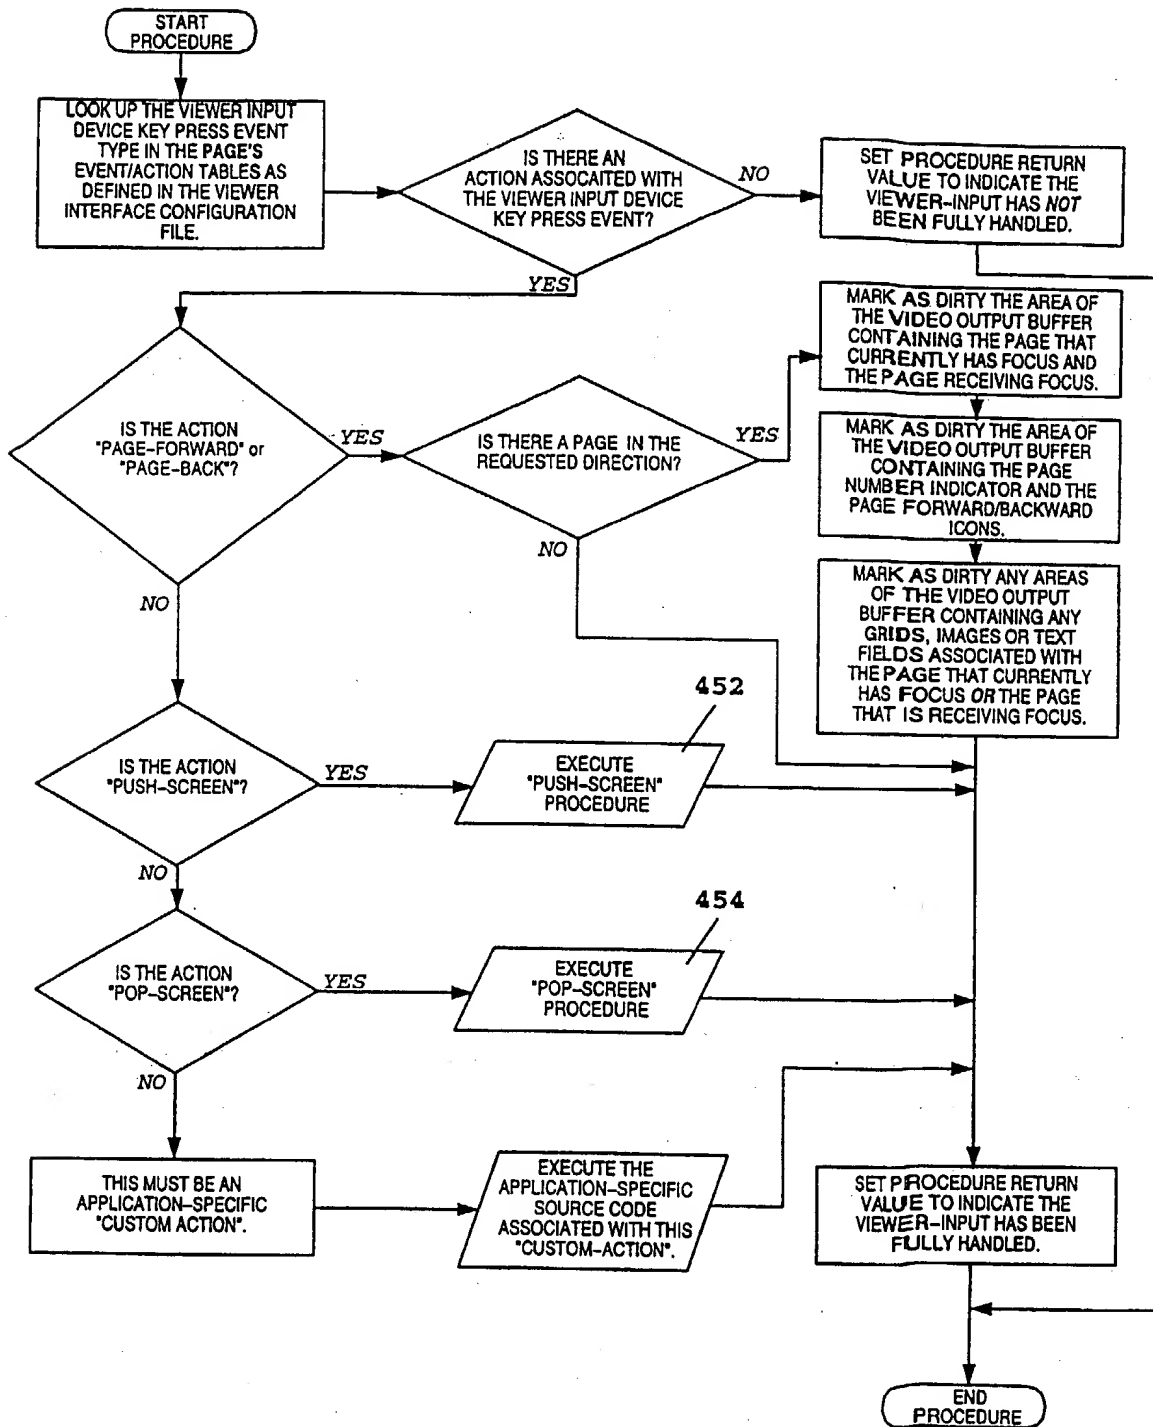 START
PROCEDURE
LOOK UP THE VIEWER INPUT
DEVICE KEY PRESS EVENT
TYPE IN THE PAGE'S
EVENT/ACTION TABLES AS
DEFINED IN THE VIEWER
INTERFACE CONFIGURATION
FILE.
IS THERE AN
ACTION ASSOCAITED WITH
THE VIEWER INPUT DEVICE
KEY PRESS EVENT?
NO
SET PROCEDURE RETURN
VALUE TO INDICATE THE
VIEWER-INPUT HAS NOT
BEEN FULLY HANDLED.
YES
MARK AS DIRTY THE AREA OF
THE VIDEO OUTPUT BUFFER
CONTAINING THE PAGE THAT
CURRENTLY HAS FOCUS AND
THE PAGE RECEIVING FOCUS.
IS THE ACTION
"PAGE-FORWARD" or
"PAGE-BACK"?
YES
IS THERE A PAGE IN THE
REQUESTED DIRECTION?
YES
MARK AS DIRTY THE AREA OF
THE VIDEO OUTPUT BUFFER
CONTAINING THE PAGE
NUMBER INDICATOR AND THE
PAGE FORWARD/BACKWARD
ICONS.
NO
NO
MARK AS DIRTY ANY AREAS
OF THE VIDEO OUTPUT
BUFFER CONTAINING ANY
GRIDS, IMAGES OR TEXT
FIELDS ASSOCIATED WITH
THE PAGE THAT CURRENTLY
HAS FOCUS OR THE PAGE
THAT IS RECEIVING FOCUS.
452
IS THE ACTION
"PUSH-SCREEN"?
YES
EXECUTE
"PUSH-SCREEN"
PROCEDURE
NO
454
IS THE ACTION
"POP-SCREEN"?
YES
EXECUTE
"POP-SCREEN"
PROCEDURE
NO
THIS MUST BE AN
APPLICATION-SPECIFIC
"CUSTOM ACTION".
EXECUTE THE
APPLICATION-SPECIFIC
SOURCE CODE
ASSOCIATED WITH THIS
"CUSTOM-ACTION".
SET PROCEDURE RETURN
VALUE TO INDICATE THE
VIEWER-INPUT HAS BEEN
FULLY HANDLED.
END
PROCEDURE